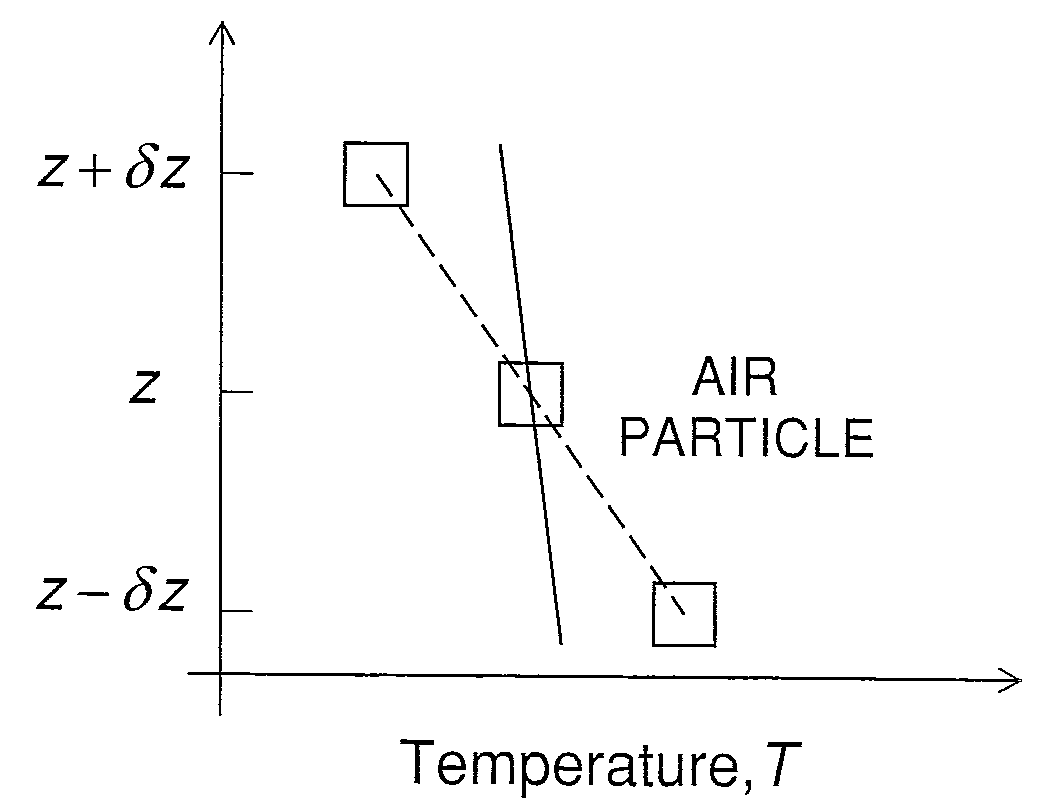 z + δz
z
AIR
PARTICLE
z − δz
Temperature, T